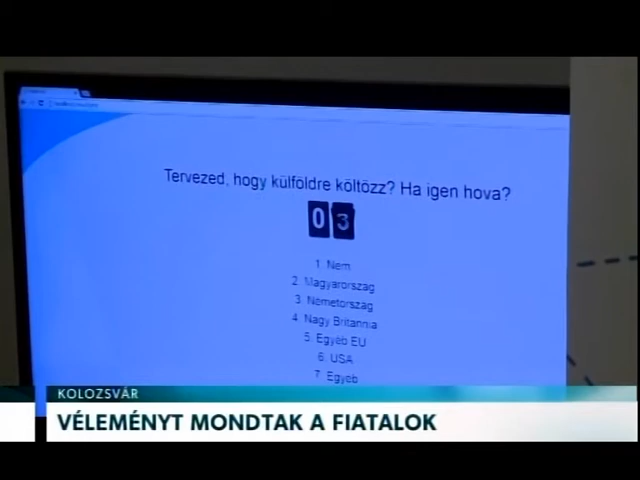 Tervezed, hogy külföldre költözz? Ha igen hova?
03
1. Nem
2. Magyarország
3. Németország
4. Nagy Britannia
5. Egyéb EU
6. USA
7. Egyéb
KOLOZSVÁR
VÉLEMÉNYT MONDTAK A FIATALOK